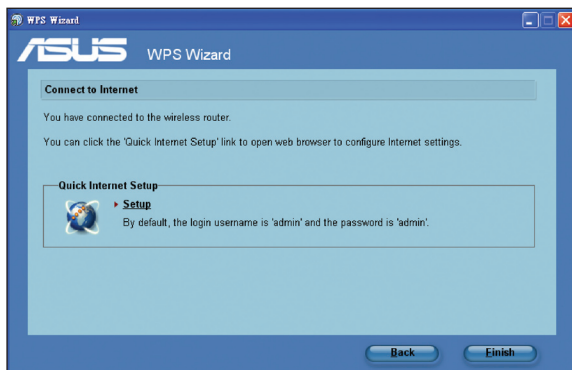 WPS Wizard
ASUS WPS Wizard
Connect to Internet
You have connected to the wireless router.
You can click the 'Quick Internet Setup' link to open web browser to configure Internet settings.
Quick Internet Setup
Setup
By default, the login username is 'admin' and the password is 'admin'.
Back Finish